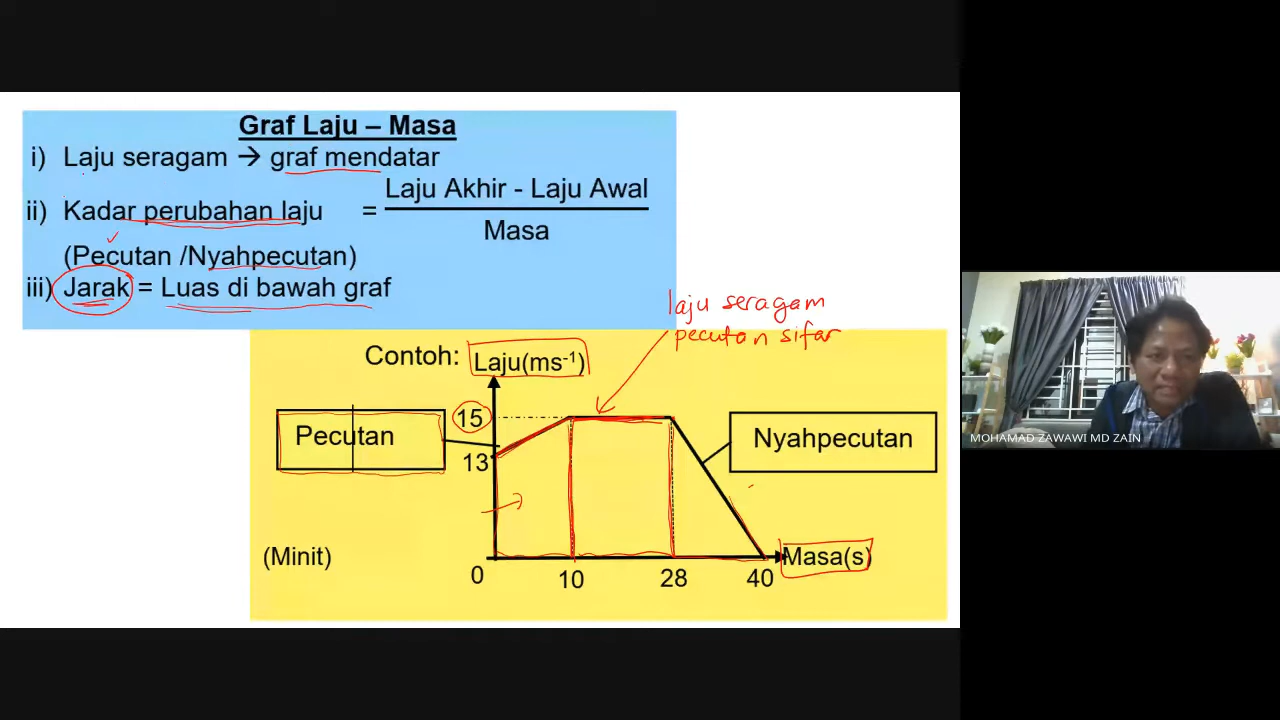 Graf Laju – Masa
i) Laju seragam → graf mendatar
ii) Kadar perubahan laju = Laju Akhir - Laju Awal
Masa
(Pecutan /Nyahpecutan)
iii) Jarak = Luas di bawah graf
laju seragam
pecutan sifar
Contoh: Laju(ms-1)
15
Pecutan
Nyahpecutan
13
(Minit)
Masa(s)
0 10 28 40
MOHAMAD ZAWAWI MD ZAIN